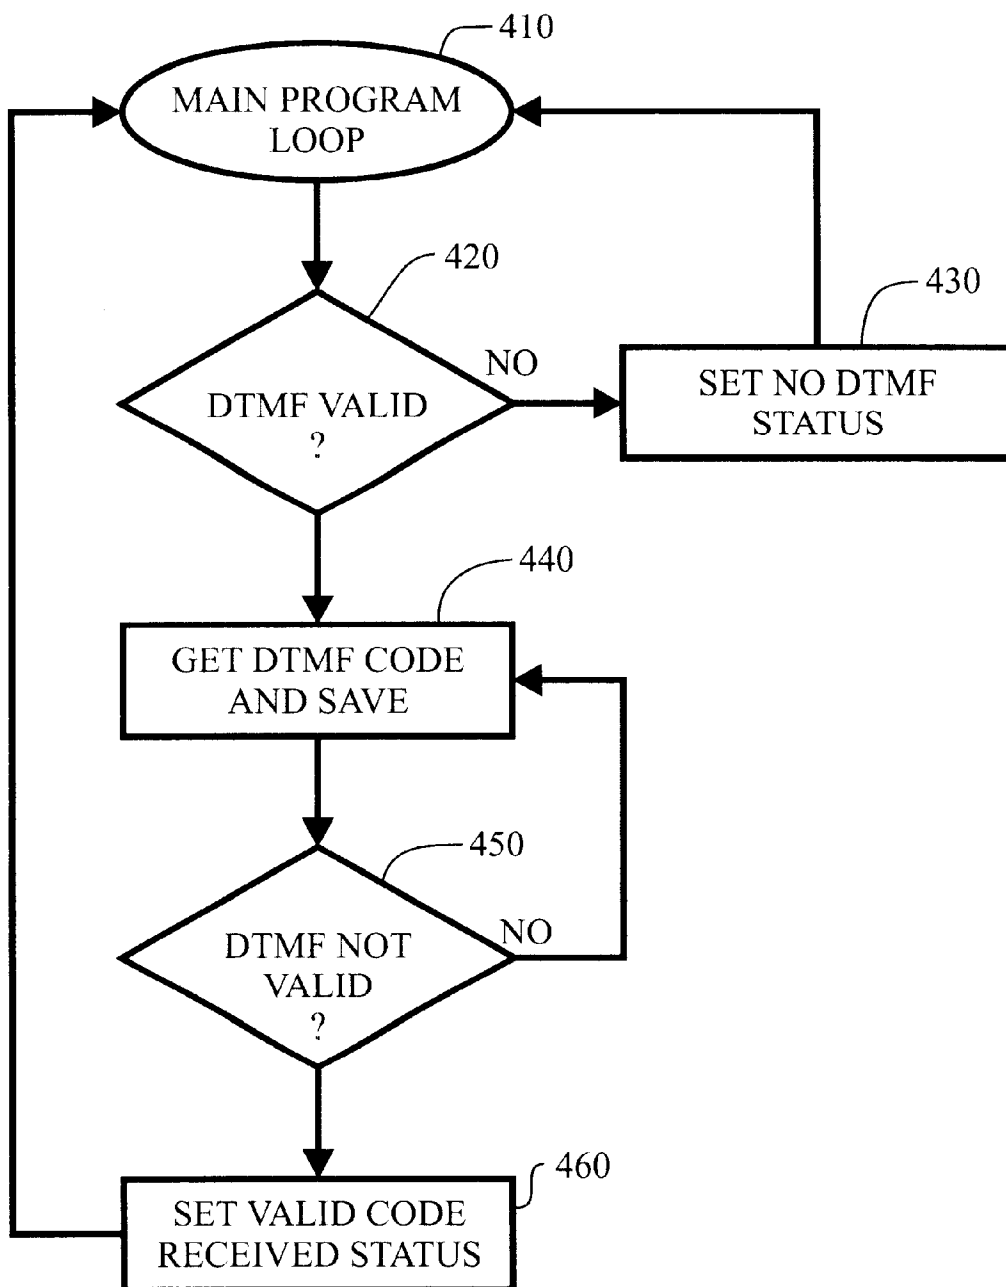 410
MAIN PROGRAM
LOOP
420
430
NO
DTMF VALID
?
SET NO DTMF
STATUS
440
GET DTMF CODE
AND SAVE
450
NO
DTMF NOT
VALID
?
460
SET VALID CODE
RECEIVED STATUS